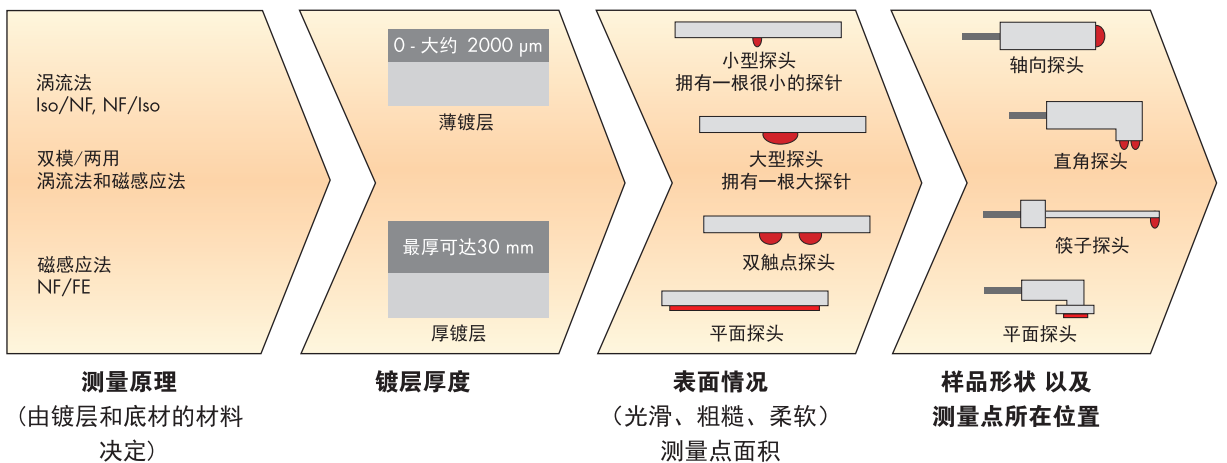 涡流法
Iso/NF, NF/Iso
双模/两用
涡流法和磁感应法
磁感应法
NF/FE
测量原理
（由镀层和底材的材料
决定）
0 - 大约 2000 µm
薄镀层
最厚可达30 mm
厚镀层
镀层厚度
小型探头
拥有一根很小的探针
大型探头
拥有一根大探针
双触点探头
平面探头
表面情况
（光滑、粗糙、柔软）
测量点面积
轴向探头
直角探头
筷子探头
平面探头
样品形状 以及
测量点所在位置